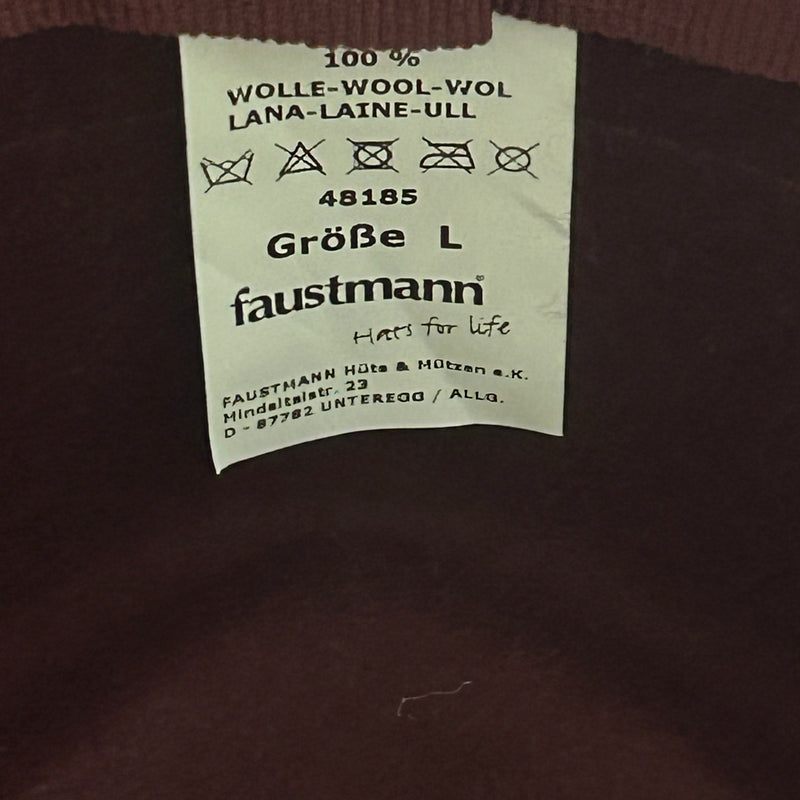 100 %
WOLLE-WOOL-WOL
LANA-LAINE-ULL
48185
Größe L
faustmann
Hats for life
FAUSTMANN Hüte & Mützen e.K.
Mindeltalstr. 23
D - 87782 UNTEREGG / ALLG.